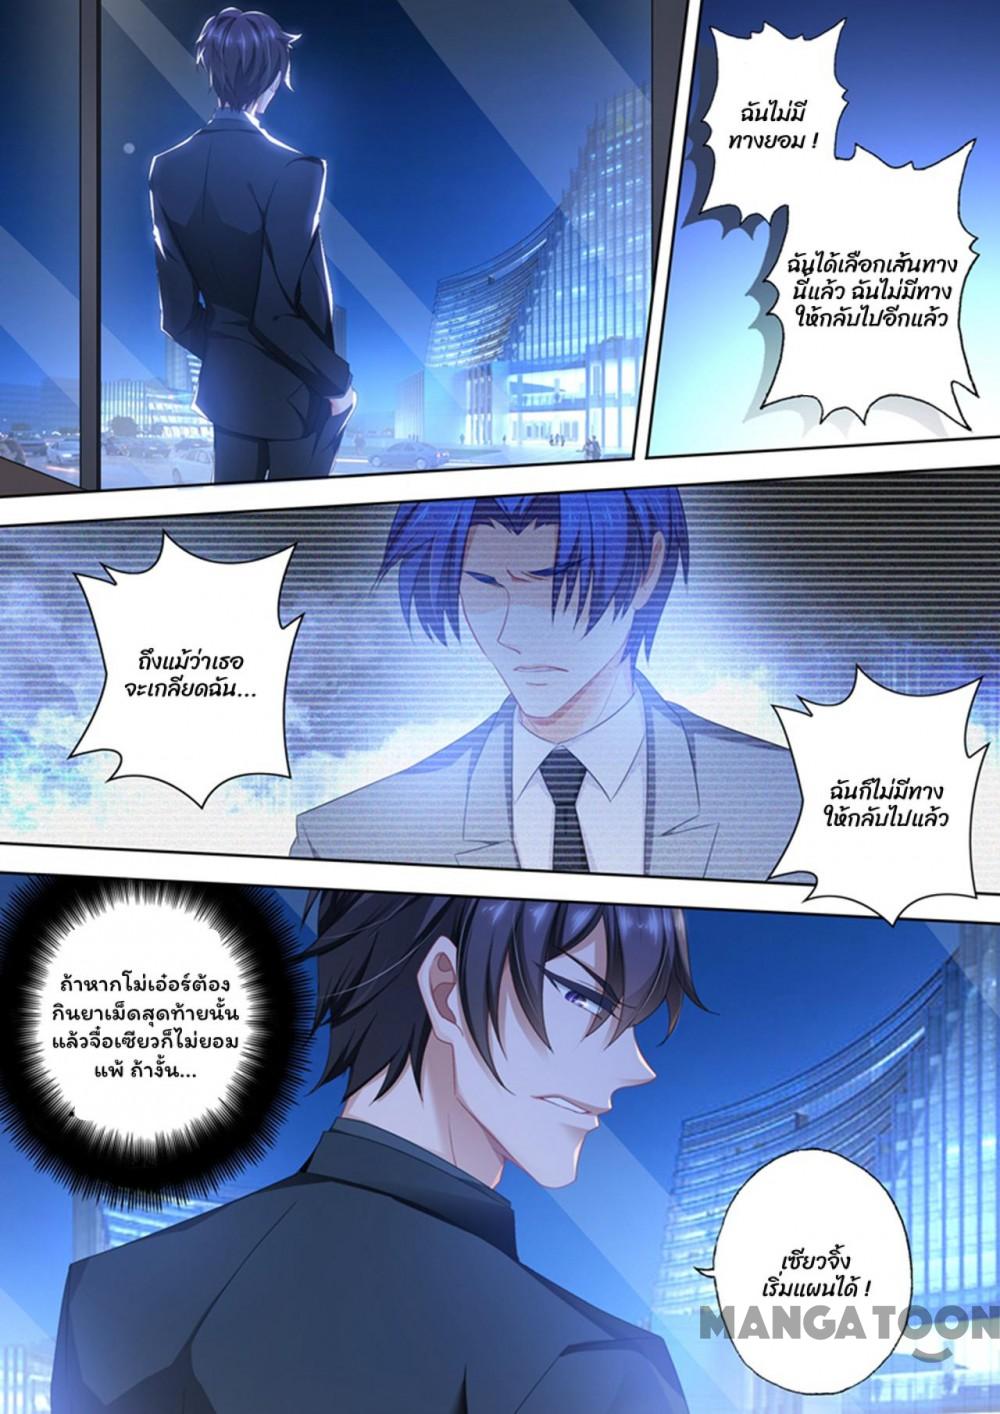 ฉันไม่มี
ทางยอม !
ฉันได้เลือกเส้นทาง
นี้แล้ว ฉันไม่มีทาง
ให้กลับไปอีกแล้ว
ถึงแม้ว่าเธอ
จะเกลียดฉัน...
ฉันก็ไม่มีทาง
ให้กลับไปแล้ว
ถ้าหากโม่เอ๋อร์ต้อง
กินยาเม็ดสุดท้ายนั้น
แล้วจื๋อเซียวก็ไม่ยอม
แพ้ ถ้างั้น...
เซียวจิ้ง
เริ่มแผนได้ !
MANGATOON